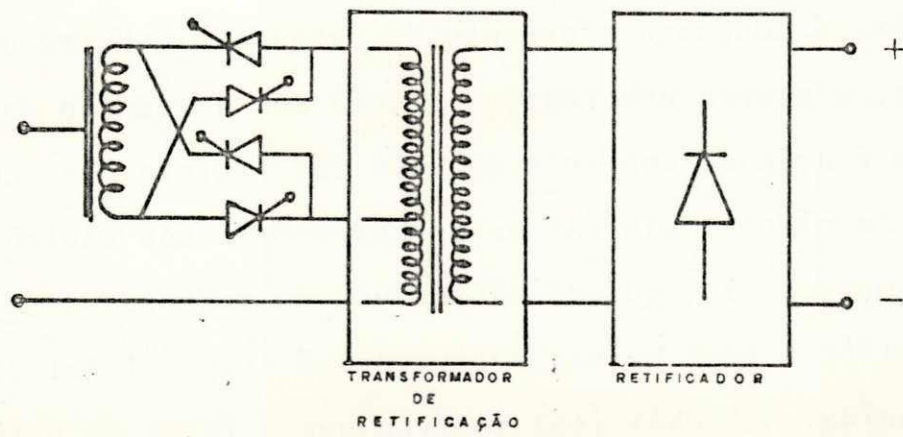 +
−
TRANSFORMADOR
DE
RETIFICAÇÃO
RETIFICADOR